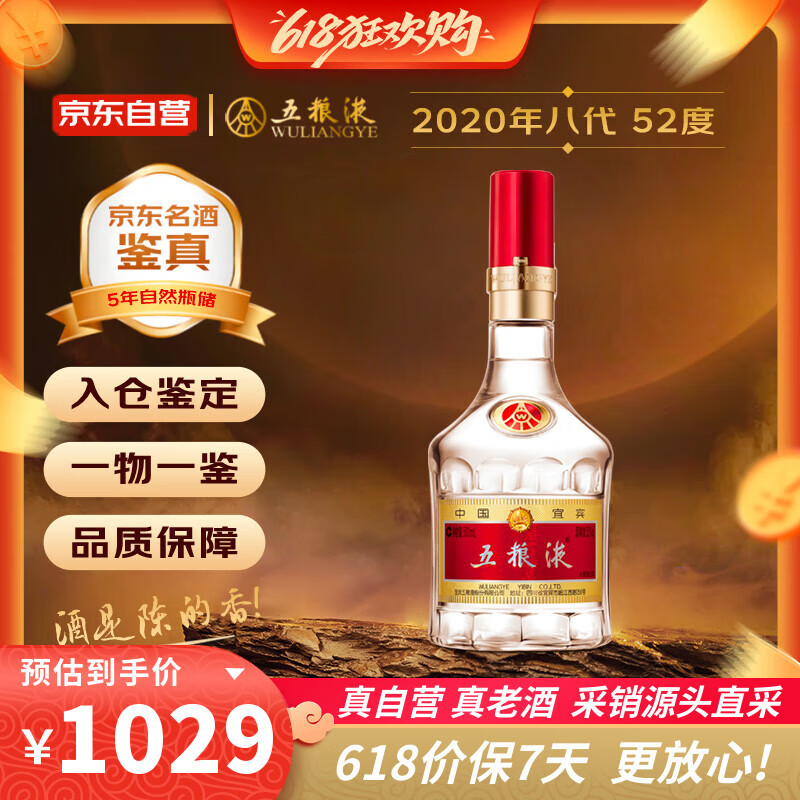 618狂欢购
京东自营
五粮液
WULIANGYE
2020年八代 52度
京东名酒
鉴真
5年自然瓶储
入仓鉴定
一物一鉴
品质保障
中国 宜宾
五粮液
WULIANGYE YIBIN CO.,LTD.
酒是陈的香!
预估到手价
¥1029
真自营 真老酒 采销源头直采
618价保7天 更放心!